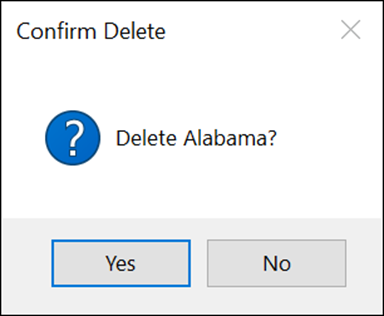 Confirm Delete
Delete Alabama?
Yes
No